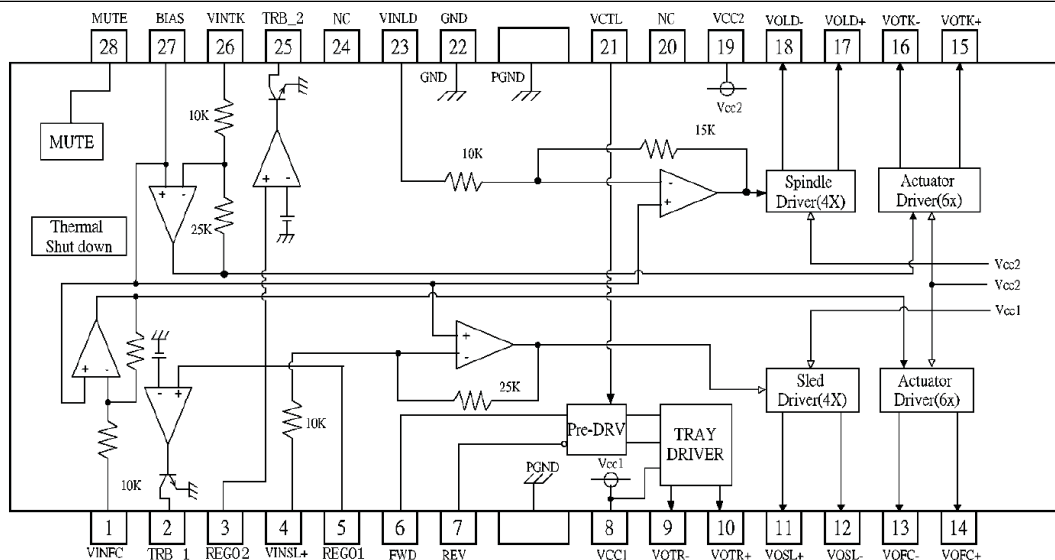 MUTE BIAS VINTK TRB_2 NC VINLD GND VCTL NC VCC2 VOLD- VOLD+ VOTK- VOTK+
28 27 26 25 24 23 22 21 20 19 18 17 16 15
GND
PGND
Vcc2
10K
15K
MUTE
10K
+ -
+ -
-
+
Spindle
Driver(4X)
Actuator
Driver(6x)
25K
Thermal
Shut down
Vcc2
Vcc2
Vcc1
+
-
+ -
- +
25K
Sled
Driver(4X)
Actuator
Driver(6x)
10K
Pre-DRV
TRAY
DRIVER
Vcc1
PGND
10K
1 2 3 4 5 6 7 8 9 10 11 12 13 14
VINFC TRB_1 REGO2 VINSL+ REGO1 FWD REV VCC1 VOTR- VOTR+ VOSL+ VOSL- VOFC- VOFC+